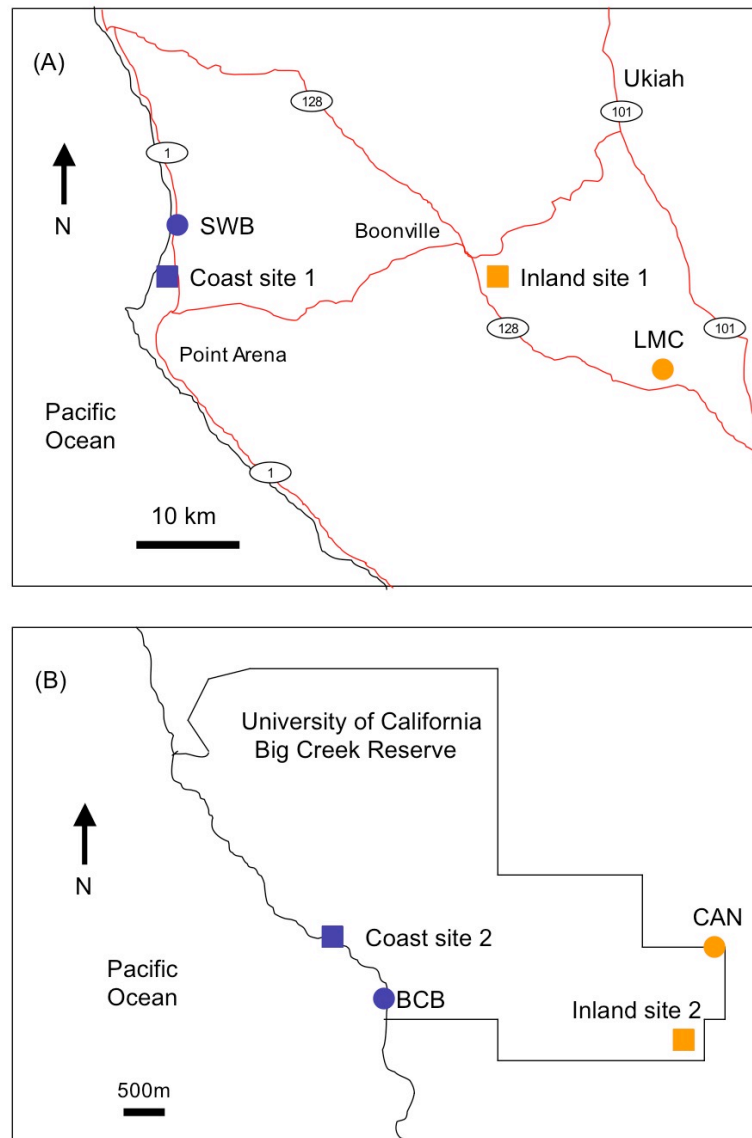 (A)
Ukiah
128
101
1
N
SWB
Boonville
Coast site 1
Inland site 1
128
101
LMC
Point Arena
Pacific
Ocean
1
10 km
(B)
University of California
Big Creek Reserve
N
CAN
Coast site 2
Pacific
Ocean
BCB
Inland site 2
500m